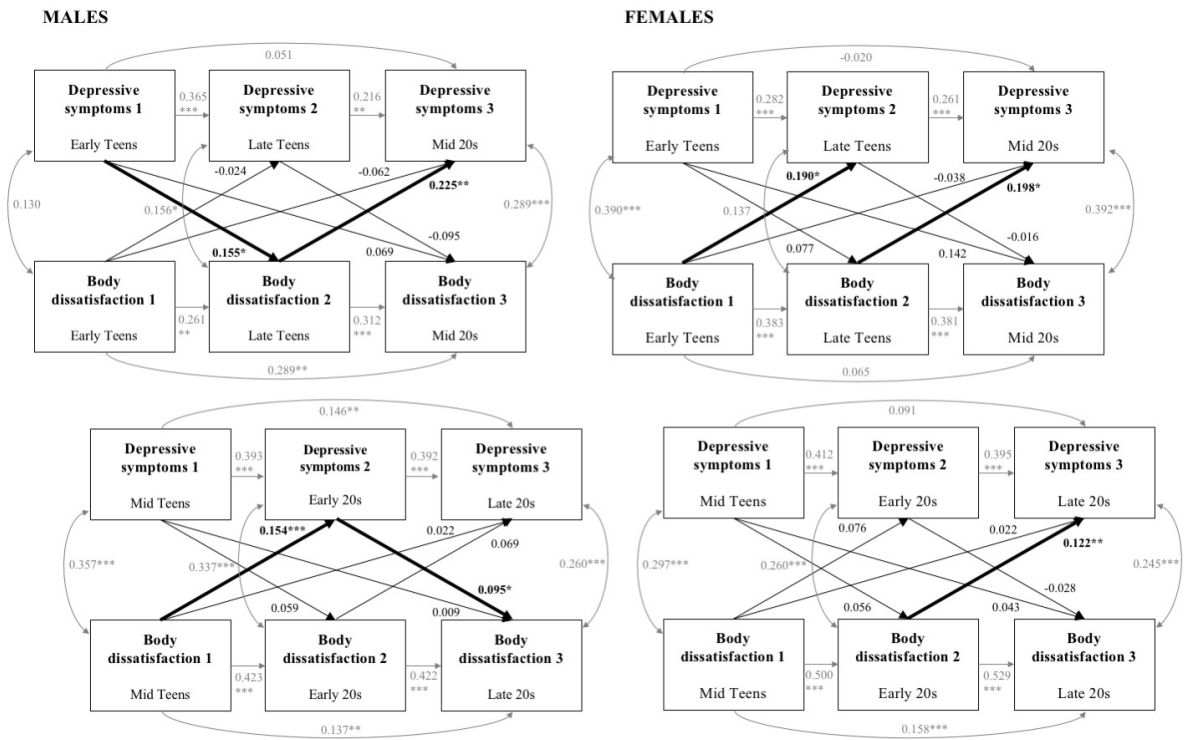 MALES
0.051
Depressive
symptoms 1
Early Teens
0.365
***
Depressive
symptoms 2
Late Teens
0.216
**
Depressive
symptoms 3
Mid 20s
-0.024
-0.062
0.225**
0.130
0.156*
0.289***
0.155*
-0.095
0.069
Body
dissatisfaction 1
Early Teens
0.261
**
Body
dissatisfaction 2
Late Teens
0.312
***
Body
dissatisfaction 3
Mid 20s
0.289**
FEMALES
-0.020
Depressive
symptoms 1
Early Teens
0.282
***
Depressive
symptoms 2
Late Teens
0.261
***
Depressive
symptoms 3
Mid 20s
0.190*
-0.038
0.198*
0.390***
0.137
0.392***
0.077
-0.016
0.142
Body
dissatisfaction 1
Early Teens
0.383
***
Body
dissatisfaction 2
Late Teens
0.381
***
Body
dissatisfaction 3
Mid 20s
0.065
0.146**
Depressive
symptoms 1
Mid Teens
0.393
***
Depressive
symptoms 2
Early 20s
0.392
***
Depressive
symptoms 3
Late 20s
0.154***
0.022
0.069
0.357***
0.337***
0.260***
0.095*
0.059
0.009
Body
dissatisfaction 1
Mid Teens
0.423
***
Body
dissatisfaction 2
Early 20s
0.422
***
Body
dissatisfaction 3
Late 20s
0.137**
0.091
Depressive
symptoms 1
Mid Teens
0.412
***
Depressive
symptoms 2
Early 20s
0.395
***
Depressive
symptoms 3
Late 20s
0.076
0.022
0.122**
0.297***
0.260***
0.245***
-0.028
0.056
0.043
Body
dissatisfaction 1
Mid Teens
0.500
***
Body
dissatisfaction 2
Early 20s
0.529
***
Body
dissatisfaction 3
Late 20s
0.158***